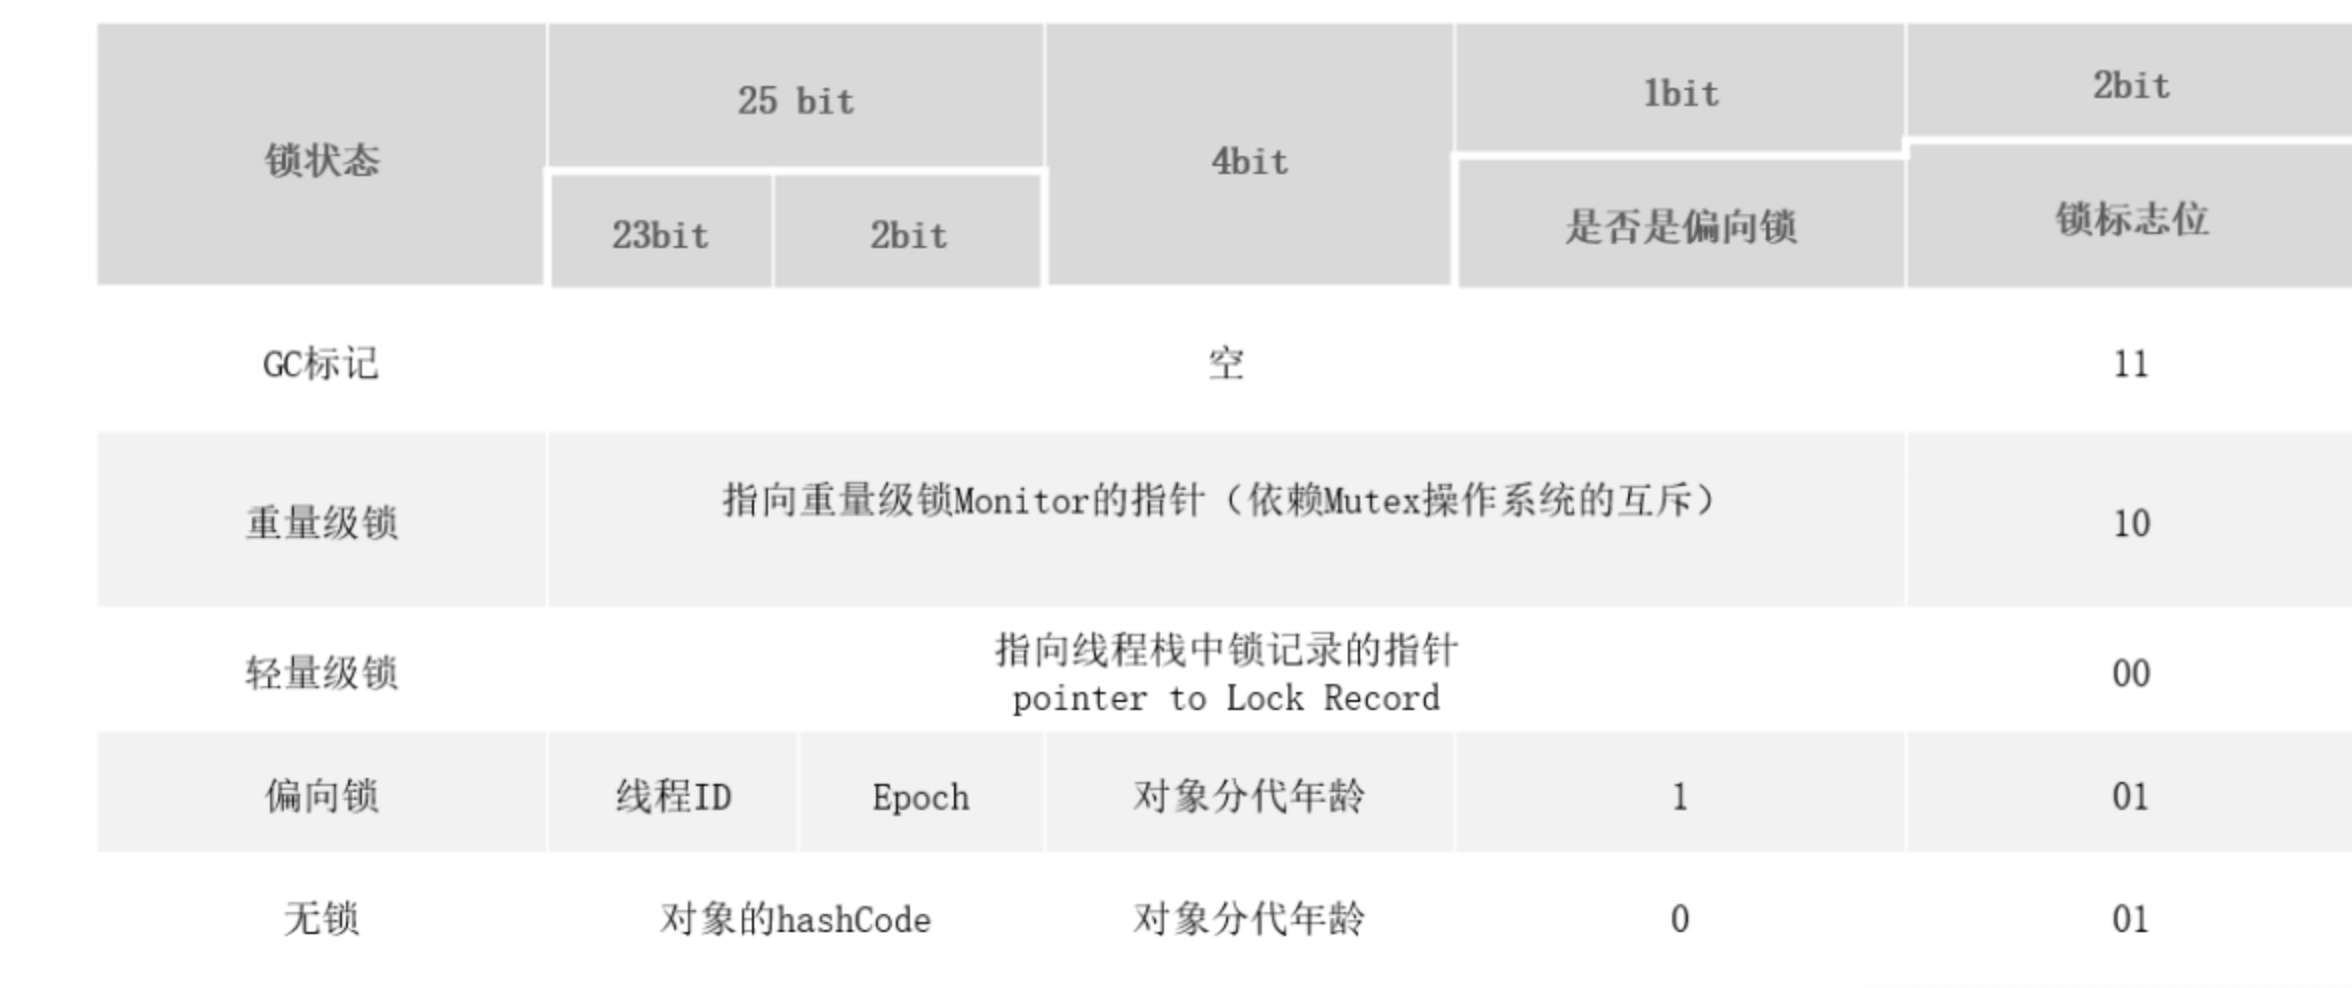 锁状态
25 bit
4bit
1bit
2bit
23bit
2bit
是否是偏向锁
锁标志位
GC标记
空
11
重量级锁
指向重量级锁Monitor的指针（依赖Mutex操作系统的互斥）
10
轻量级锁
指向线程栈中锁记录的指针
pointer to Lock Record
00
偏向锁
线程ID
Epoch
对象分代年龄
1
01
无锁
对象的hashCode
对象分代年龄
0
01